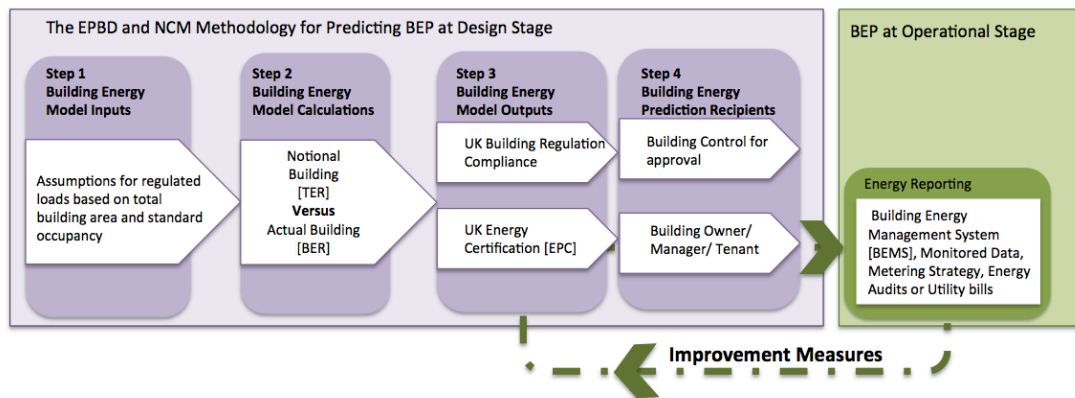 The EPBD and NCM Methodology for Predicting BEP at Design Stage
BEP at Operational Stage
Step 1
Building Energy
Model Inputs
Assumptions for regulated
loads based on total
building area and standard
occupancy
Step 2
Building Energy
Model Calculations
Notional
Building
[TER]
Versus
Actual Building
[BER]
Step 3
Building Energy
Model Outputs
UK Building Regulation
Compliance
UK Energy
Certification [EPC]
Step 4
Building Energy
Prediction Recipients
Building Control for
approval
Building Owner/
Manager/ Tenant
Energy Reporting
Building Energy
Management System
[BEMS], Monitored Data,
Metering Strategy, Energy
Audits or Utility bills
Improvement Measures